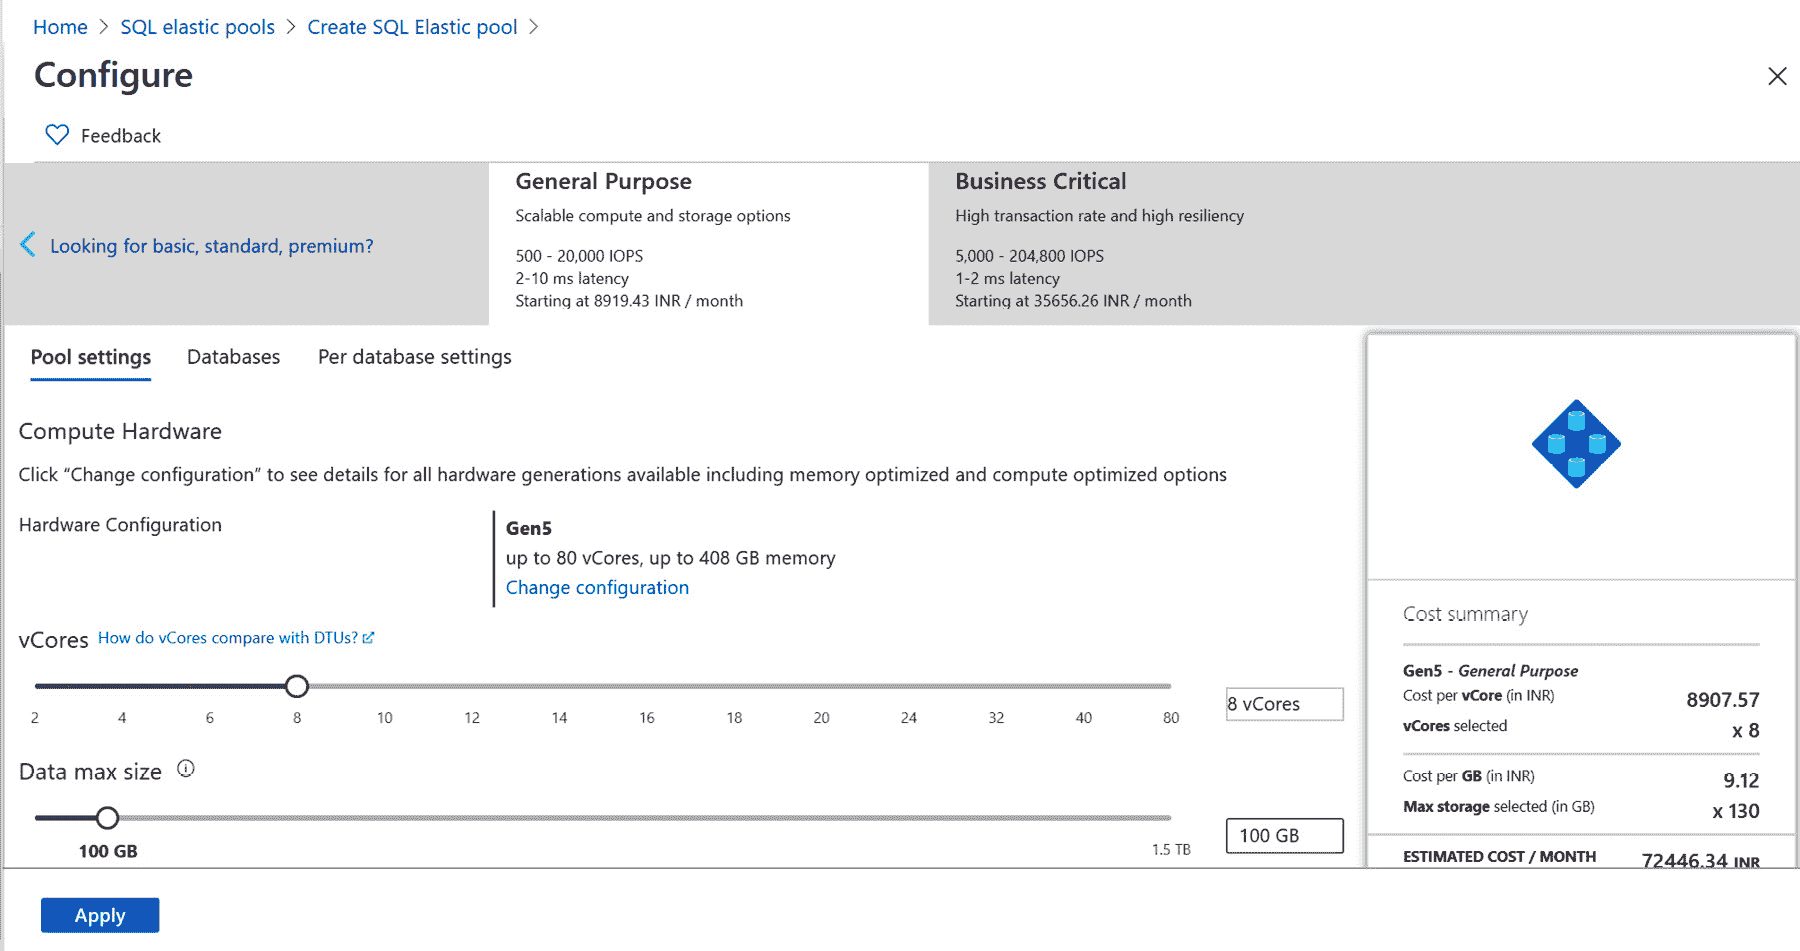 Home > SQL elastic pools > Create SQL Elastic pool >
Configure
Feedback
Looking for basic, standard, premium?
General Purpose
Scalable compute and storage options
500 - 20,000 IOPS
2-10 ms latency
Starting at 8919.43 INR / month
Business Critical
High transaction rate and high resiliency
5,000 - 204,800 IOPS
1-2 ms latency
Starting at 35656.26 INR / month
Pool settings Databases Per database settings
Compute Hardware
Click “Change configuration” to see details for all hardware generations available including memory optimized and compute optimized options
Hardware Configuration
Gen5
up to 80 vCores, up to 408 GB memory
Change configuration
vCores How do vCores compare with DTUs?
2 4 6 8 10 12 14 16 18 20 24 32 40 80
8 vCores
Data max size
100 GB
1.5 TB
100 GB
Cost summary
Gen5 - General Purpose
Cost per vCore (in INR) 8907.57
vCores selected x 8
Cost per GB (in INR) 9.12
Max storage selected (in GB) x 130
ESTIMATED COST / MONTH 72446.34 INR
Apply